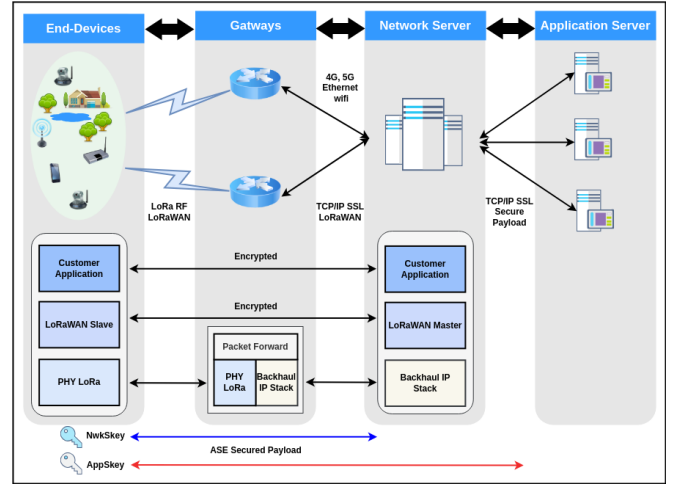 End-Devices
Gatways
Network Server
Application Server
4G, 5G
Ethernet
wifi
LoRa RF
LoRaWAN
TCP/IP SSL
LoRaWAN
TCP/IP SSL
Secure
Payload
Customer
Application
Encrypted
Customer
Application
LoRaWAN Slave
Encrypted
LoRaWAN Master
Packet Forward
PHY LoRa
PHY
LoRa
Backhaul
IP Stack
Backhaul IP
Stack
NwkSkey
ASE Secured Payload
AppSkey